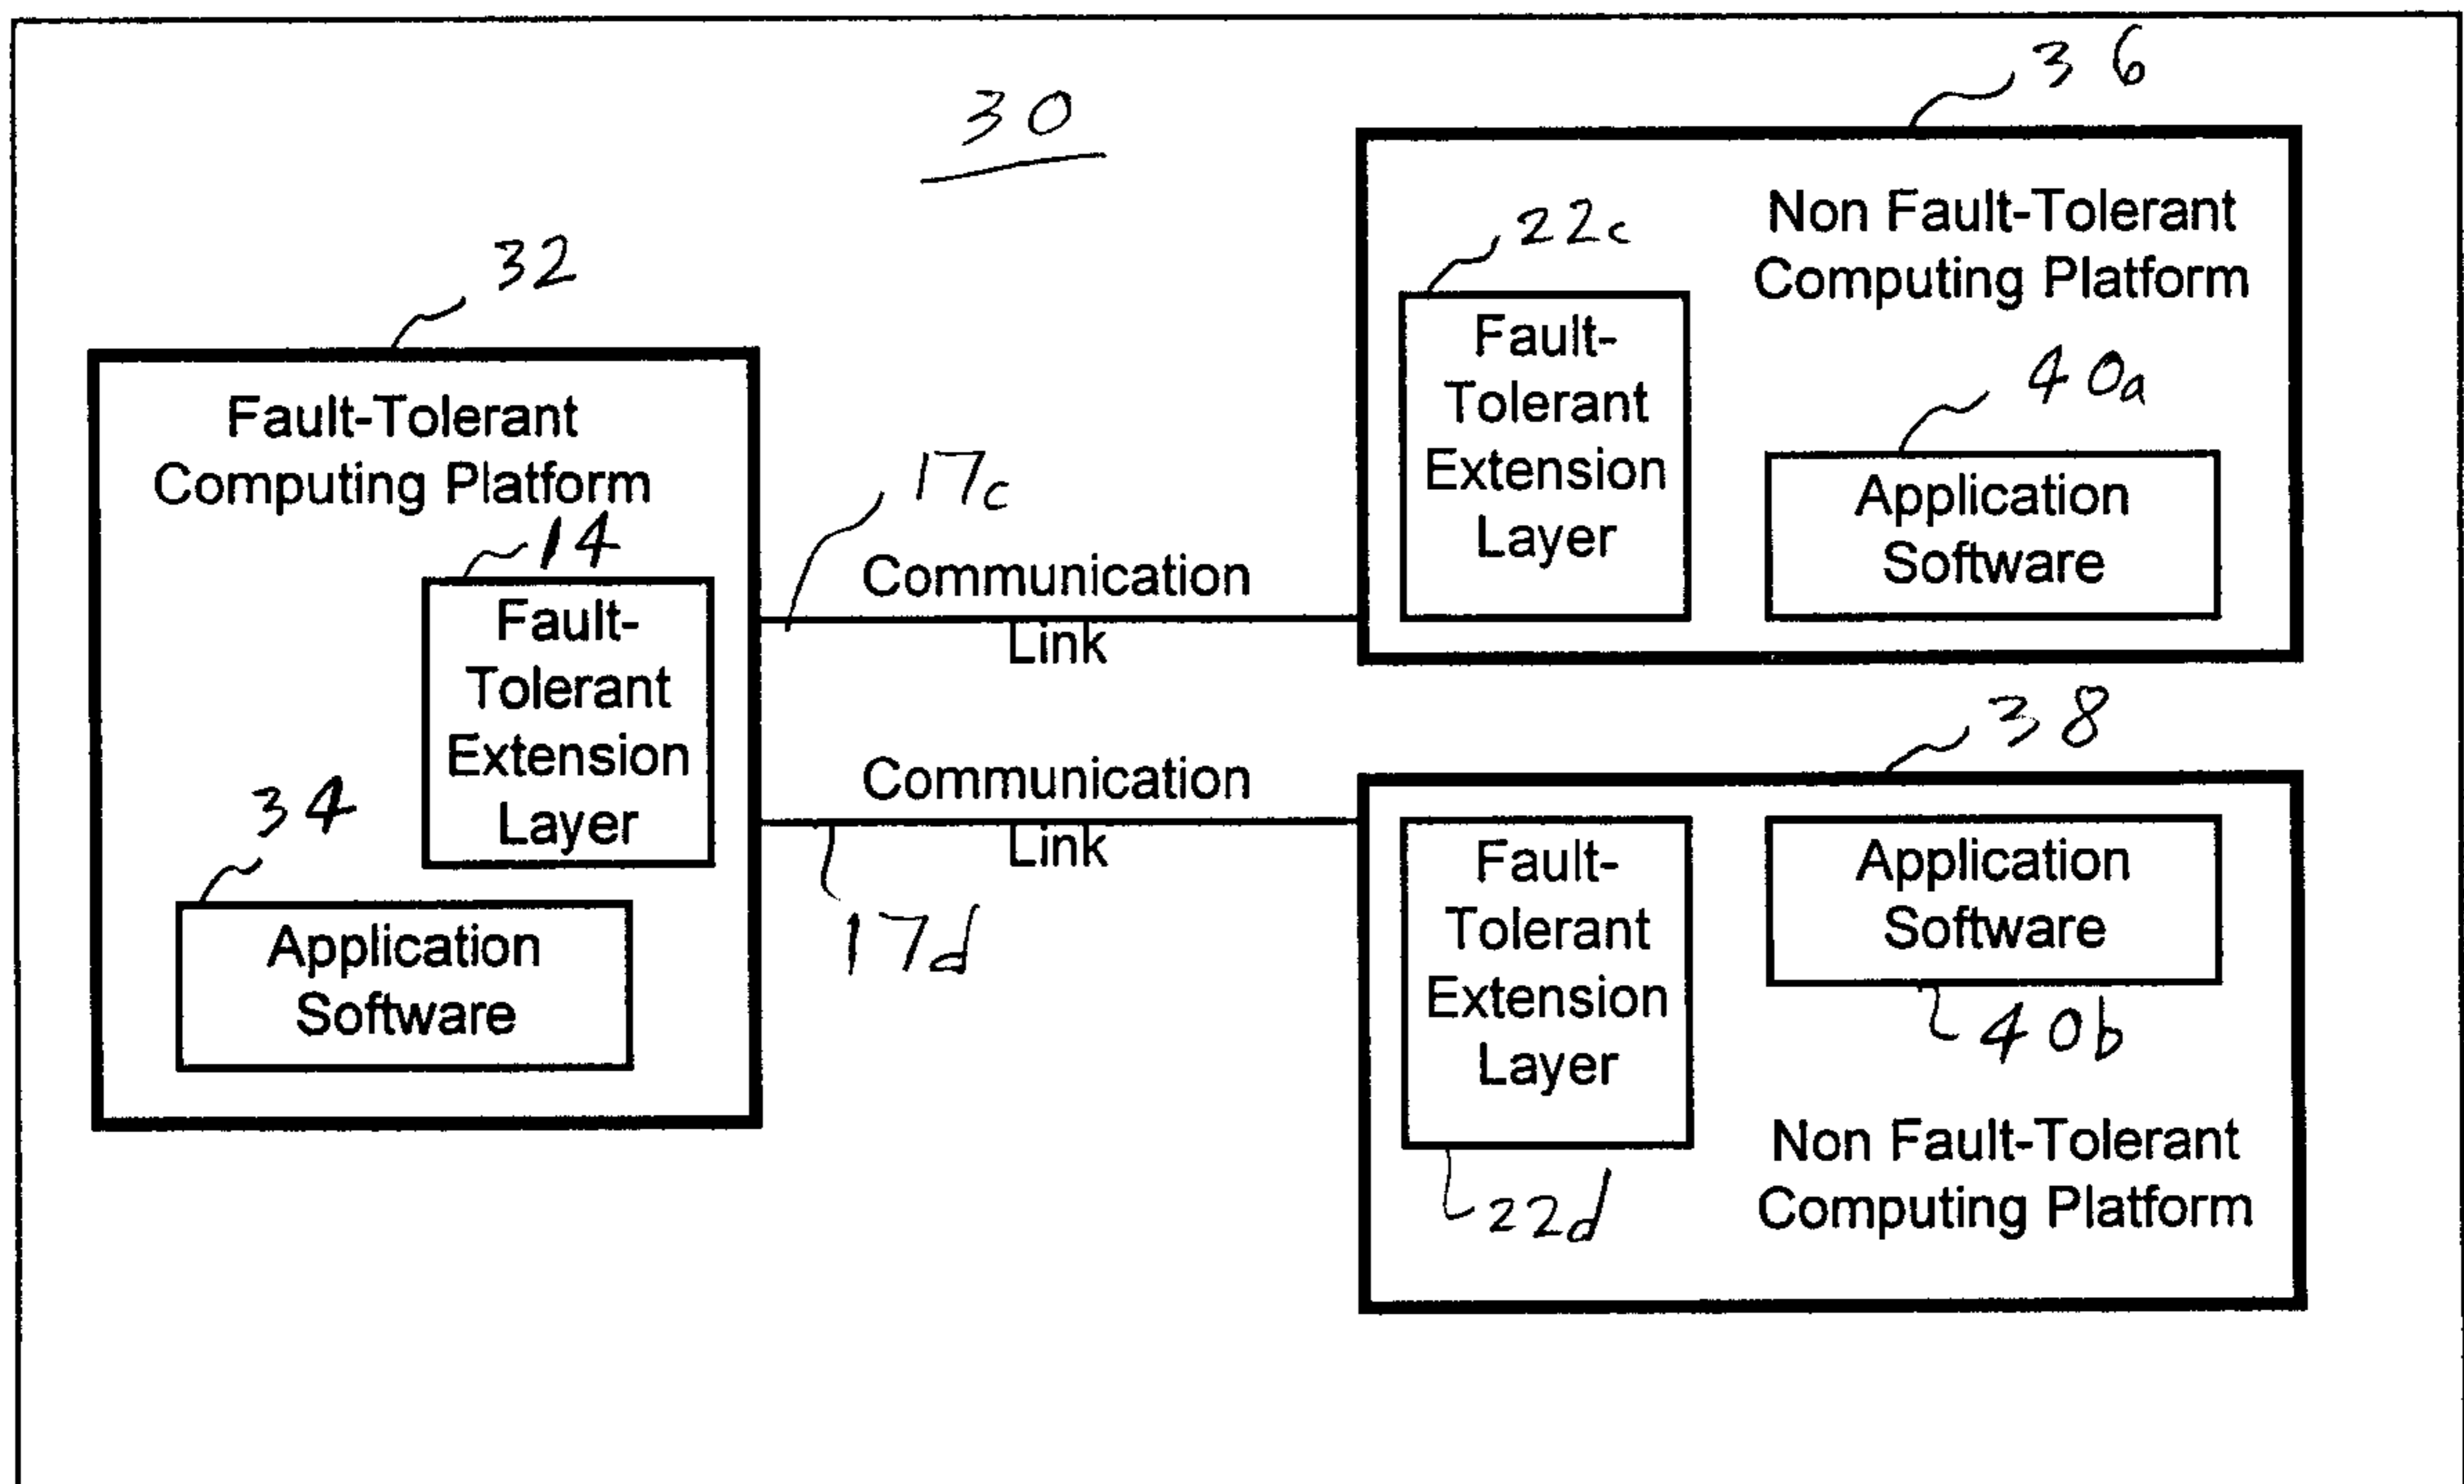 30
36
Non Fault-Tolerant
Computing Platform
22c
Fault-
Tolerant
Extension
Layer
40a
Application
Software
32
Fault-Tolerant
Computing Platform
14
Fault-
Tolerant
Extension
Layer
34
Application
Software
17c
Communication
Link
Communication
Link
17d
38
Fault-
Tolerant
Extension
Layer
22d
Application
Software
40b
Non Fault-Tolerant
Computing Platform